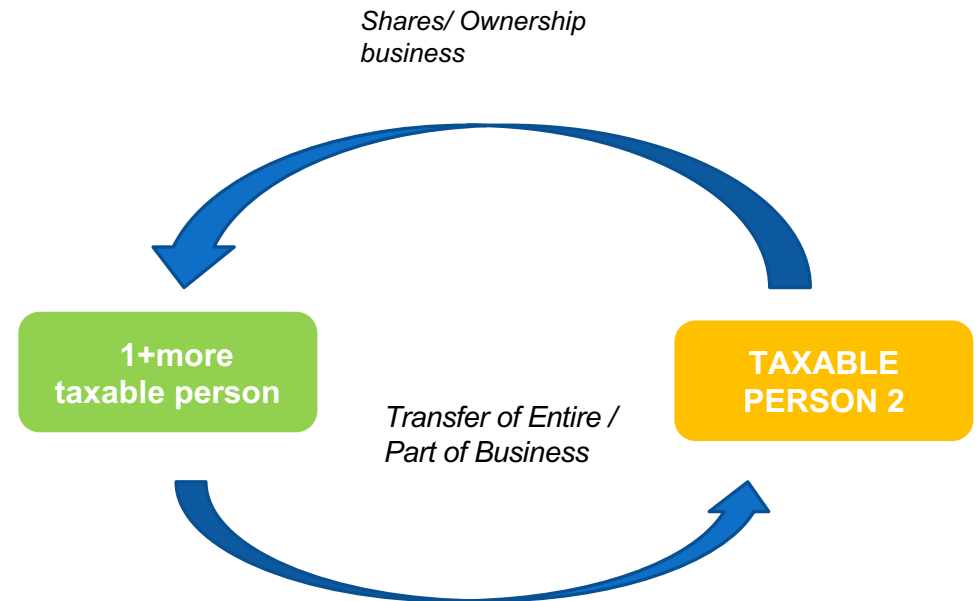 Shares/ Ownership
business
1+more
taxable person
TAXABLE
PERSON 2
Transfer of Entire /
Part of Business